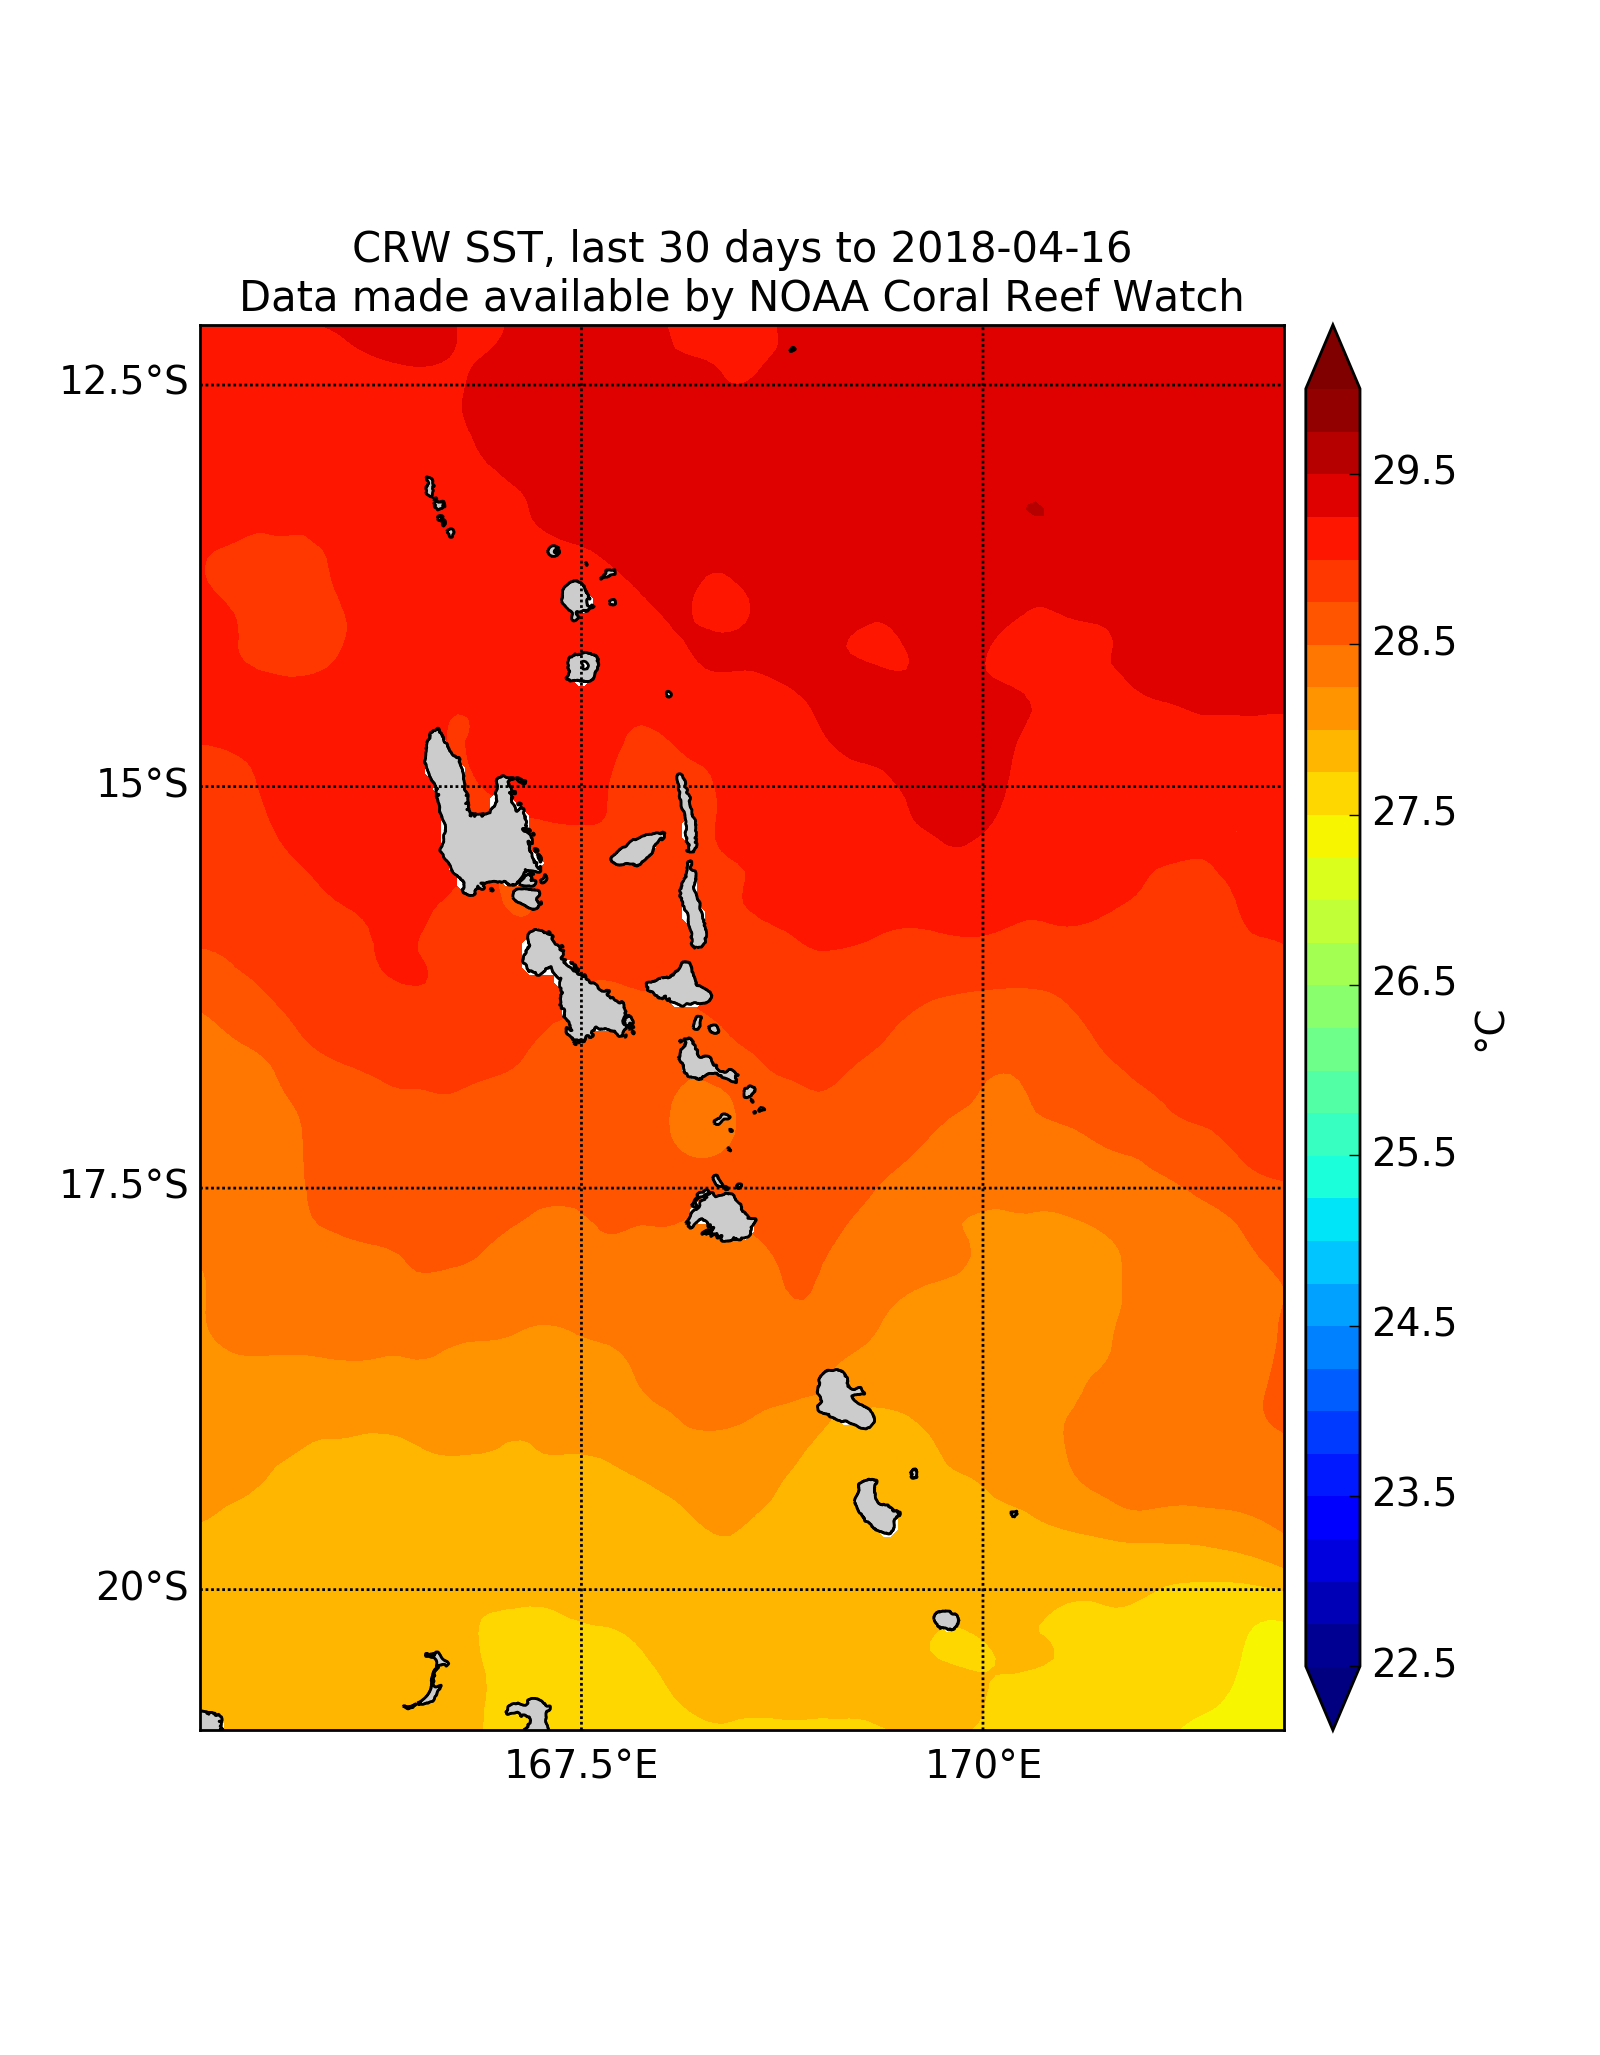 CRW SST, last 30 days to 2018-04-16
Data made available by NOAA Coral Reef Watch
12.5°S
15°S
17.5°S
20°S
167.5°E
170°E
29.5
28.5
27.5
26.5
25.5
24.5
23.5
22.5
°C